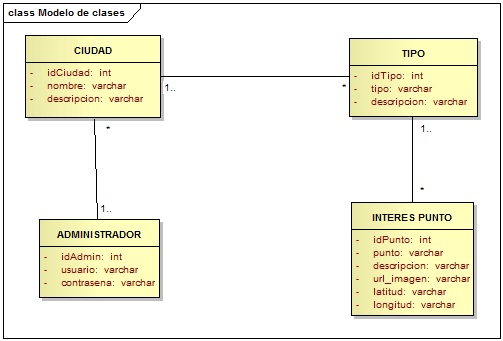 class Modelo de clases
CIUDAD
- idCiudad: int
- nombre: varchar
- descripcion: varchar
1..
*
TIPO
- idTipo: int
- tipo: varchar
- descripcion: varchar
*
1..
1..
*
ADMINISTRADOR
- idAdmin: int
- usuario: varchar
- contrasena: varchar
INTERES PUNTO
- idPunto: int
- punto: varchar
- descripcion: varchar
- url_imagen: varchar
- latitud: varchar
- longitud: varchar